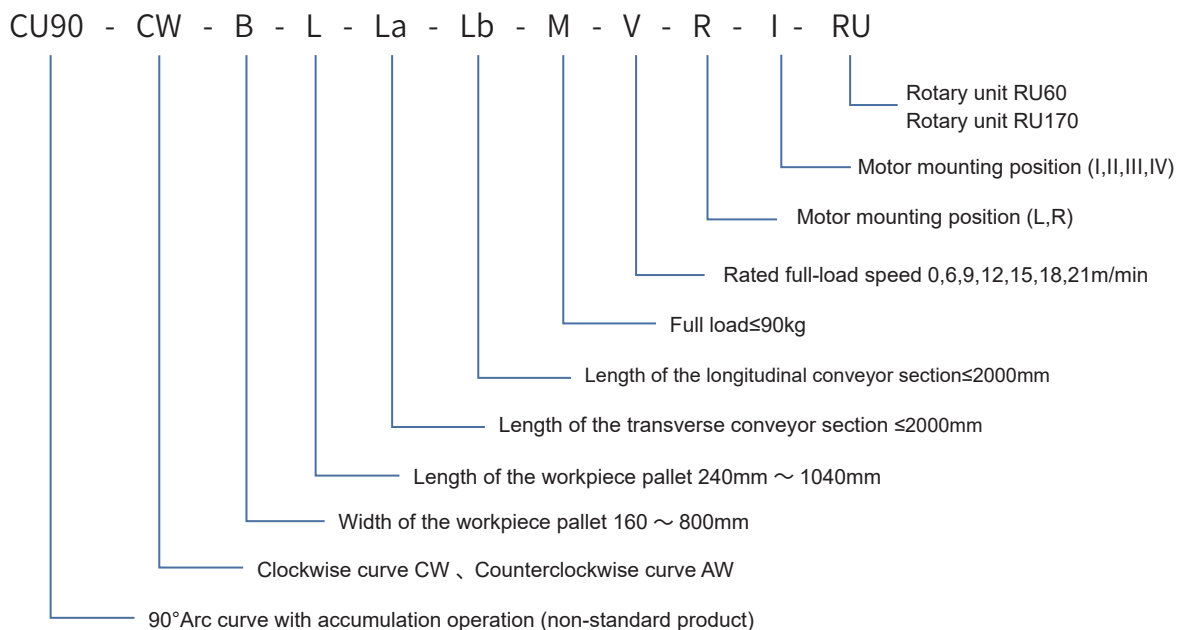 CU90 - CW - B - L - La - Lb - M - V - R - I - RU
Rotary unit RU60
Rotary unit RU170
Motor mounting position (I,II,III,IV)
Motor mounting position (L,R)
Rated full-load speed 0,6,9,12,15,18,21m/min
Full load≤90kg
Length of the longitudinal conveyor section≤2000mm
Length of the transverse conveyor section ≤2000mm
Length of the workpiece pallet 240mm ～ 1040mm
Width of the workpiece pallet 160 ～ 800mm
Clockwise curve CW 、Counterclockwise curve AW
90°Arc curve with accumulation operation (non-standard product)